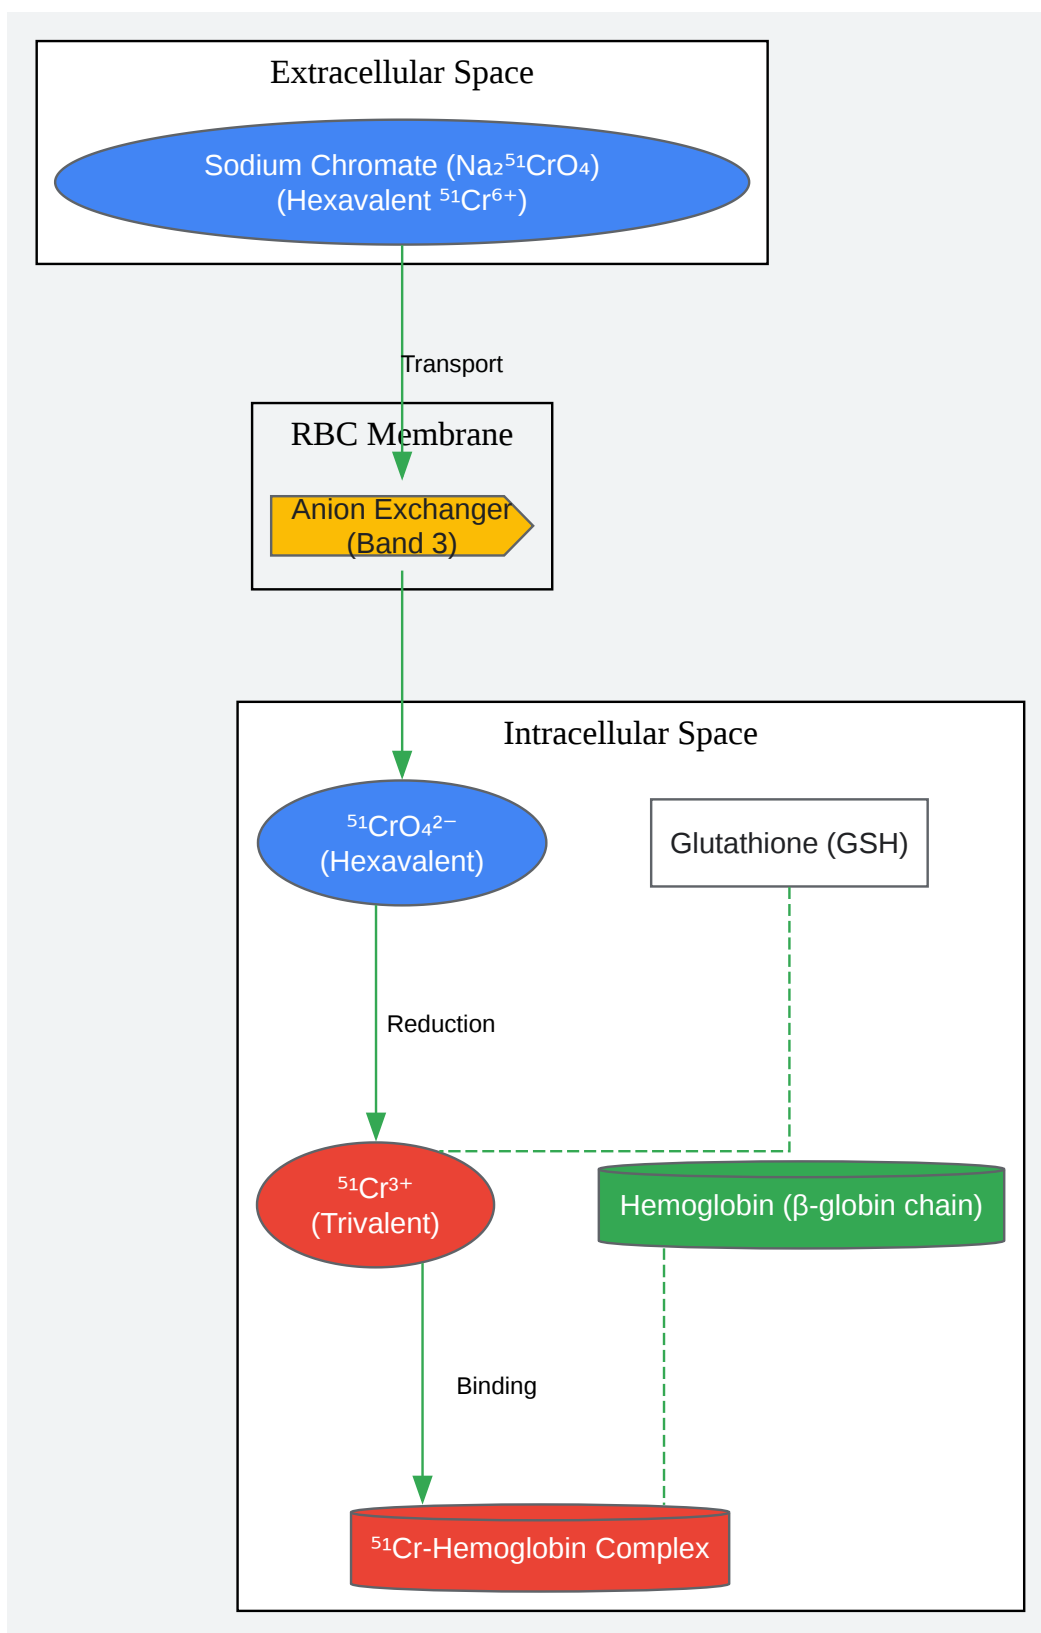 Extracellular Space
Sodium Chromate (Na₂⁵¹CrO₄)
(Hexavalent ⁵¹Cr⁶⁺)
Transport
RBC Membrane
Anion Exchanger
(Band 3)
Intracellular Space
⁵¹CrO₄²⁻
(Hexavalent)
Glutathione (GSH)
Reduction
⁵¹Cr³⁺
(Trivalent)
Hemoglobin (β-globin chain)
Binding
⁵¹Cr-Hemoglobin Complex